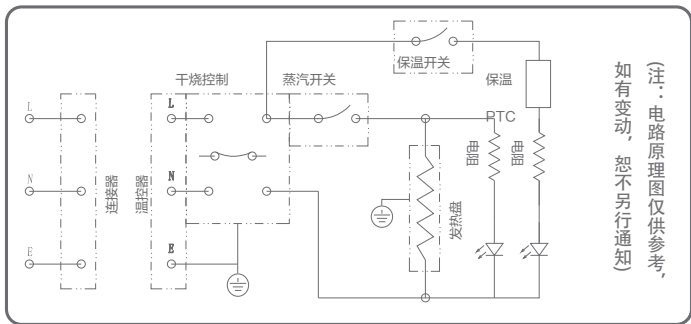 保温开关
干烧控制
蒸汽开关
保温
PTC
L
L
N
N
E
E
连接器
温控器
发热盘
电阻
电阻
(注：电路原理图仅供参考，
如有变动，恕不另行通知)